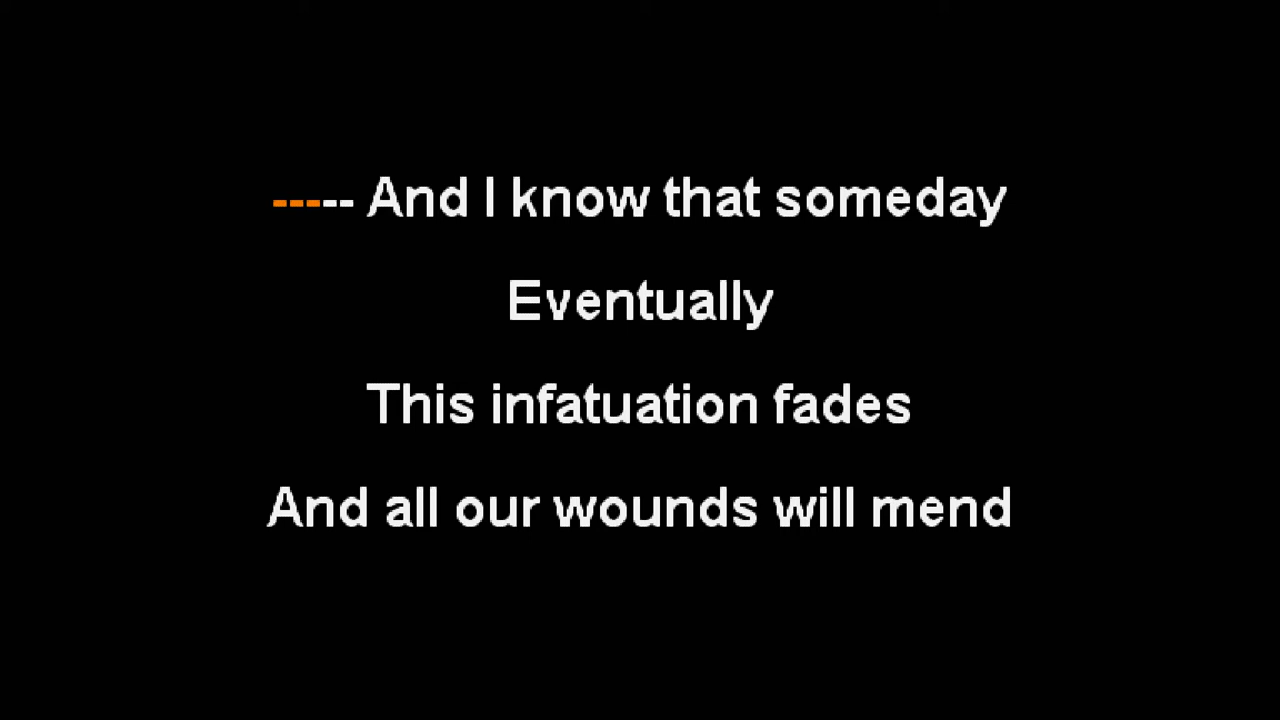 ----- And I know that someday
Eventually
This infatuation fades
And all our wounds will mend